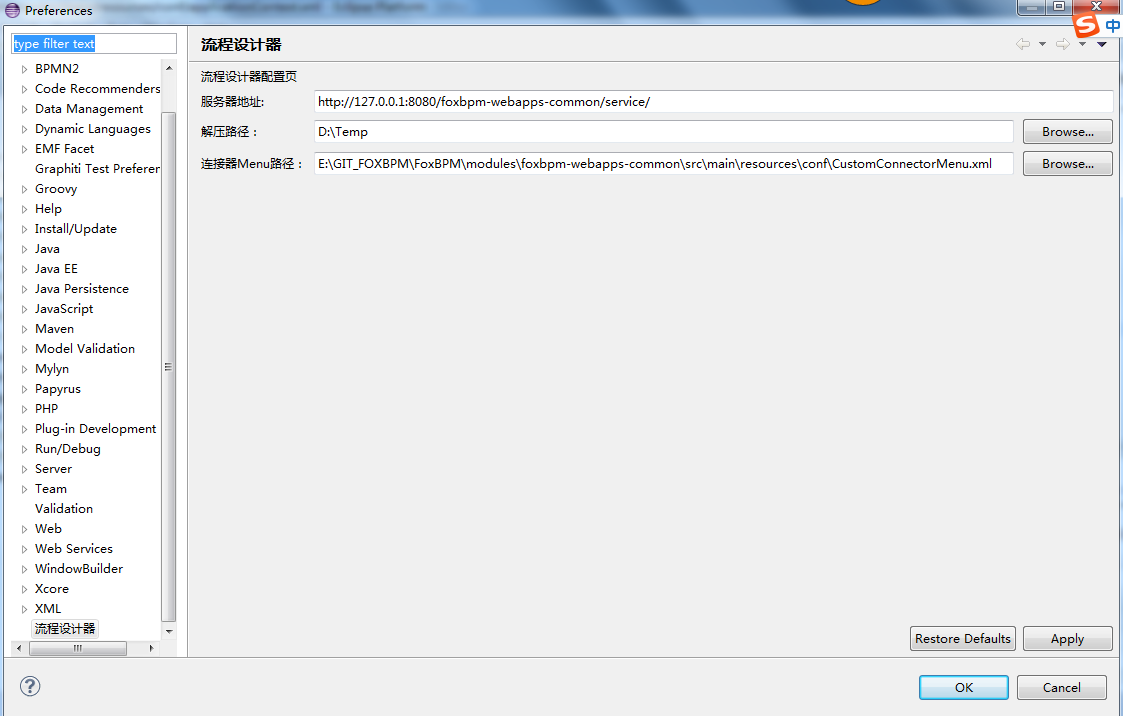 Preferences
type filter text
BPMN2
Code Recommenders
Data Management
Dynamic Languages
EMF Facet
Graphiti Test Preferer
Groovy
Help
Install/Update
Java
Java EE
Java Persistence
JavaScript
Maven
Model Validation
Mylyn
Papyrus
PHP
Plug-in Development
Run/Debug
Server
Team
Validation
Web
Web Services
WindowBuilder
Xcore
XML
流程设计器
流程设计器
流程设计器配置页
服务器地址: http://127.0.0.1:8080/foxbpm-webapps-common/service/
解压路径： D:\Temp Browse...
连接器Menu路径： E:\GIT_FOXBPM\FoxBPM\modules\foxbpm-webapps-common\src\main\resources\conf\CustomConnectorMenu.xml Browse...
Restore Defaults Apply
OK Cancel
S 中